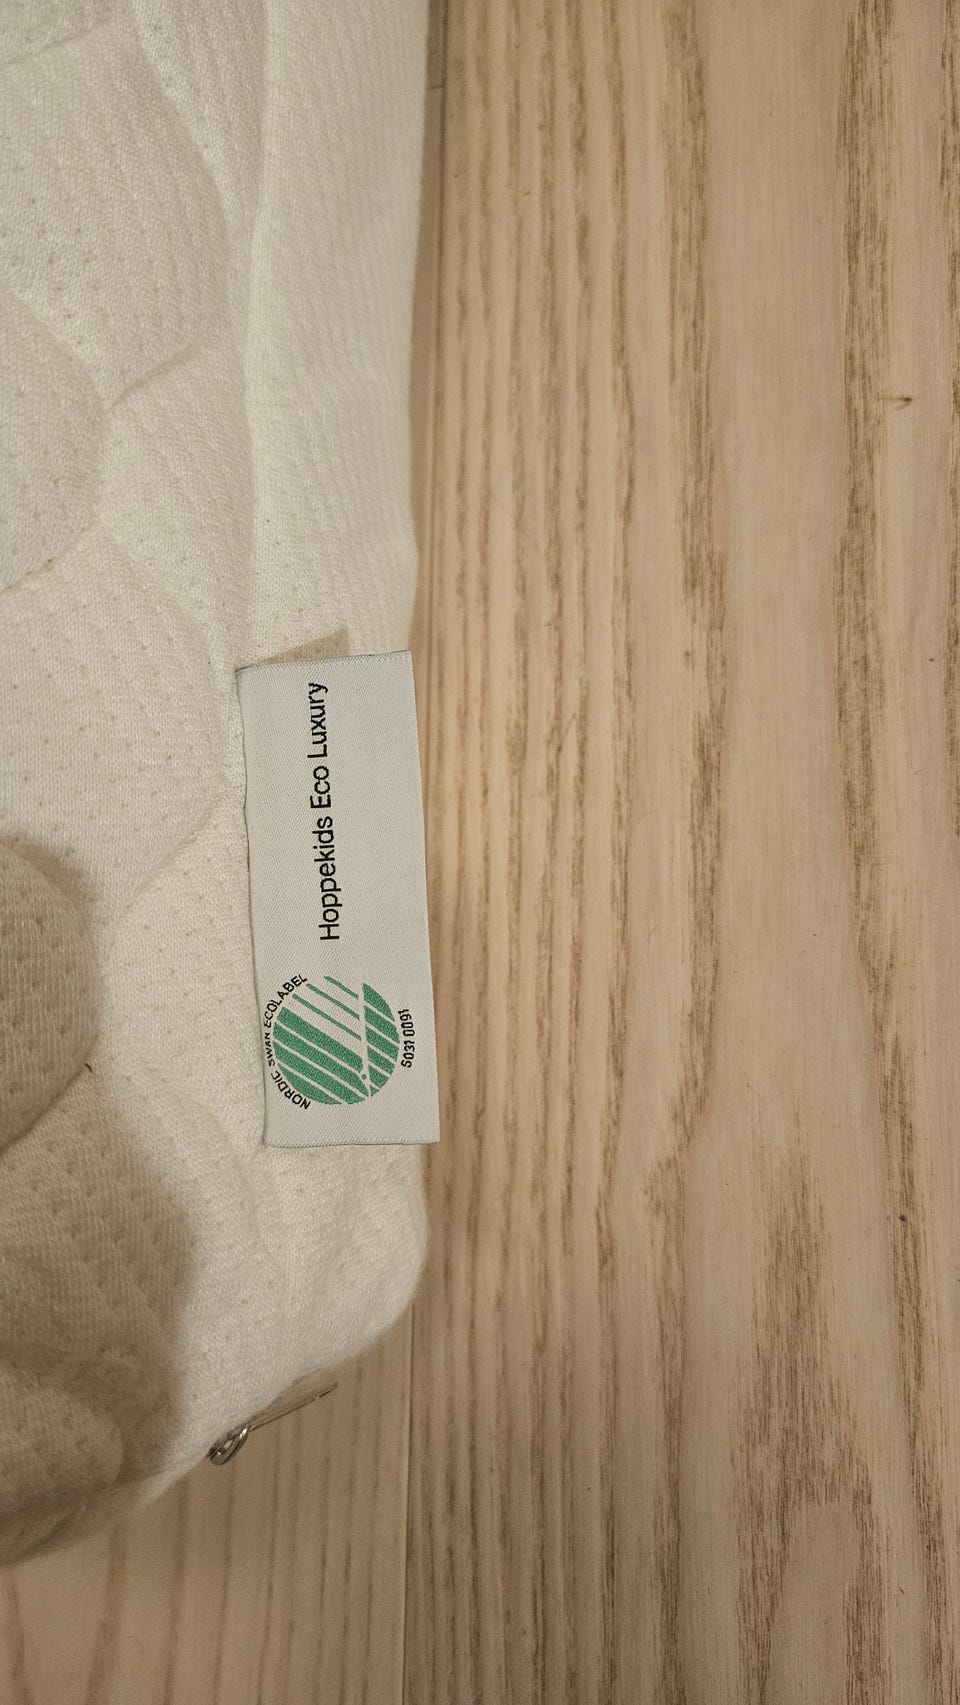 Hoppekids Eco Luxury
NORDIC SWAN ECOLABEL
5031 0091